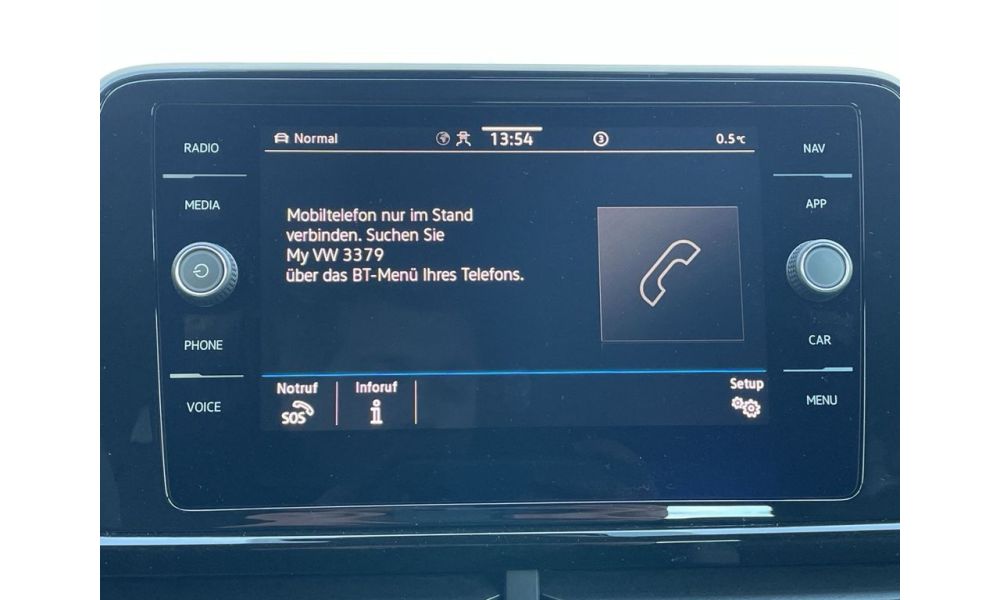 RADIO
MEDIA
PHONE
VOICE
Normal
13:54
3
0.5°C
Mobiltelefon nur im Stand
verbinden. Suchen Sie
My VW 3379
über das BT-Menü Ihres Telefons.
Notruf
SOS
Inforuf
Setup
NAV
APP
CAR
MENU